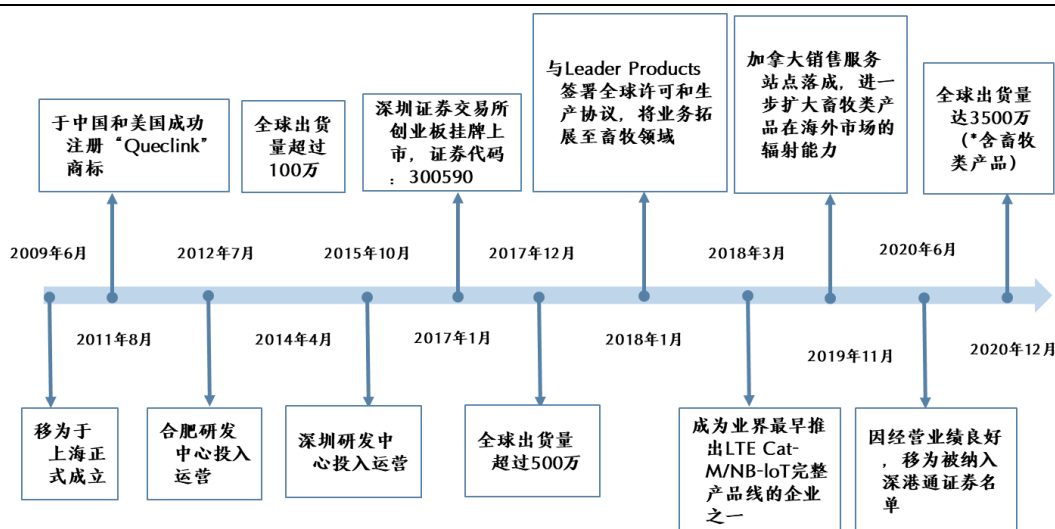 于中国和美国成功
注册“Queclink”
商标
全球出货
量超过
100万
深圳证券交易所
创业板挂牌上
市，证券代码
：300590
与Leader Products
签署全球许可和生
产协议，将业务拓
展至畜牧领域
加拿大销售服务
站点落成，进一
步扩大畜牧类产
品在海外市场的
辐射能力
全球出货量
达3500万
（*含畜牧
类产品）
2009年6月
2012年7月
2015年10月
2017年12月
2018年3月
2020年6月
2011年8月
2014年4月
2017年1月
2018年1月
2019年11月
2020年12月
移为于
上海正
式成立
合肥研发
中心投入
运营
深圳研发中
心投入运营
全球出货量
超过500万
成为业界最早推
出LTE Cat-
M/NB-IoT完整
产品线的企业
之一
因经营业绩良好
，移为被纳入
深港通证券名
单